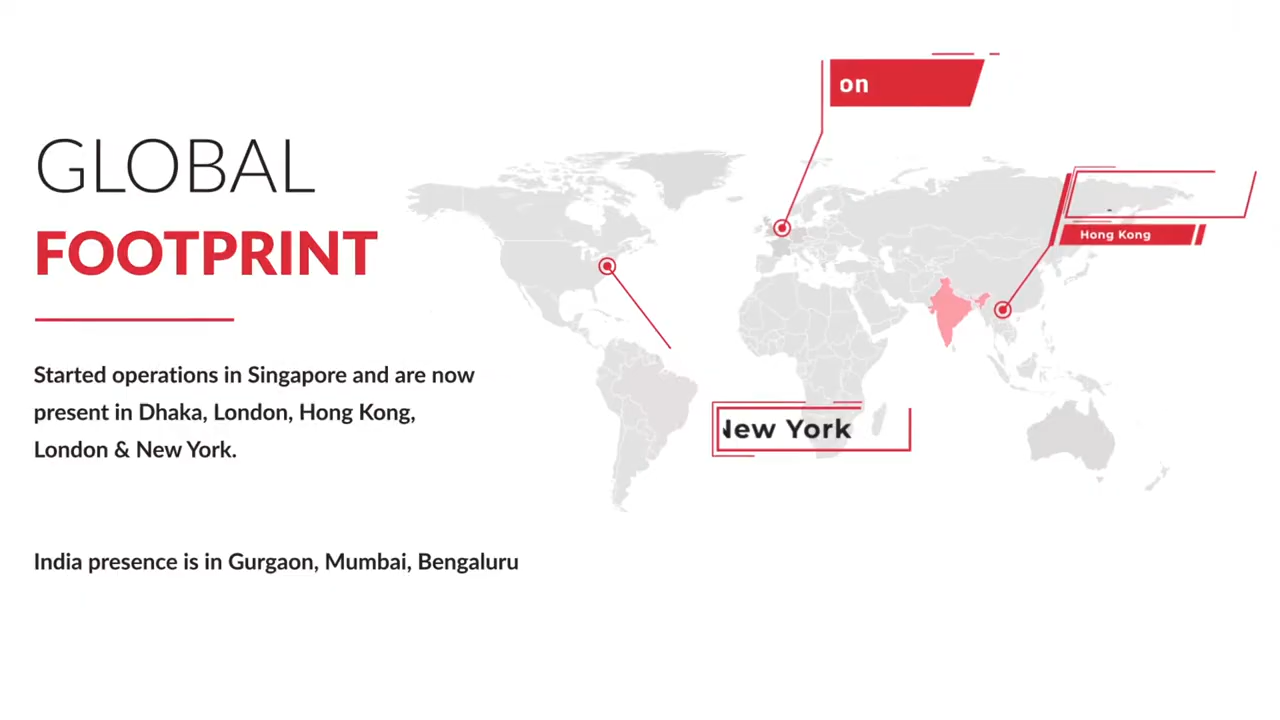 GLOBAL
FOOTPRINT
Started operations in Singapore and are now
present in Dhaka, London, Hong Kong,
London & New York.
India presence is in Gurgaon, Mumbai, Bengaluru
on
Hong Kong
New York